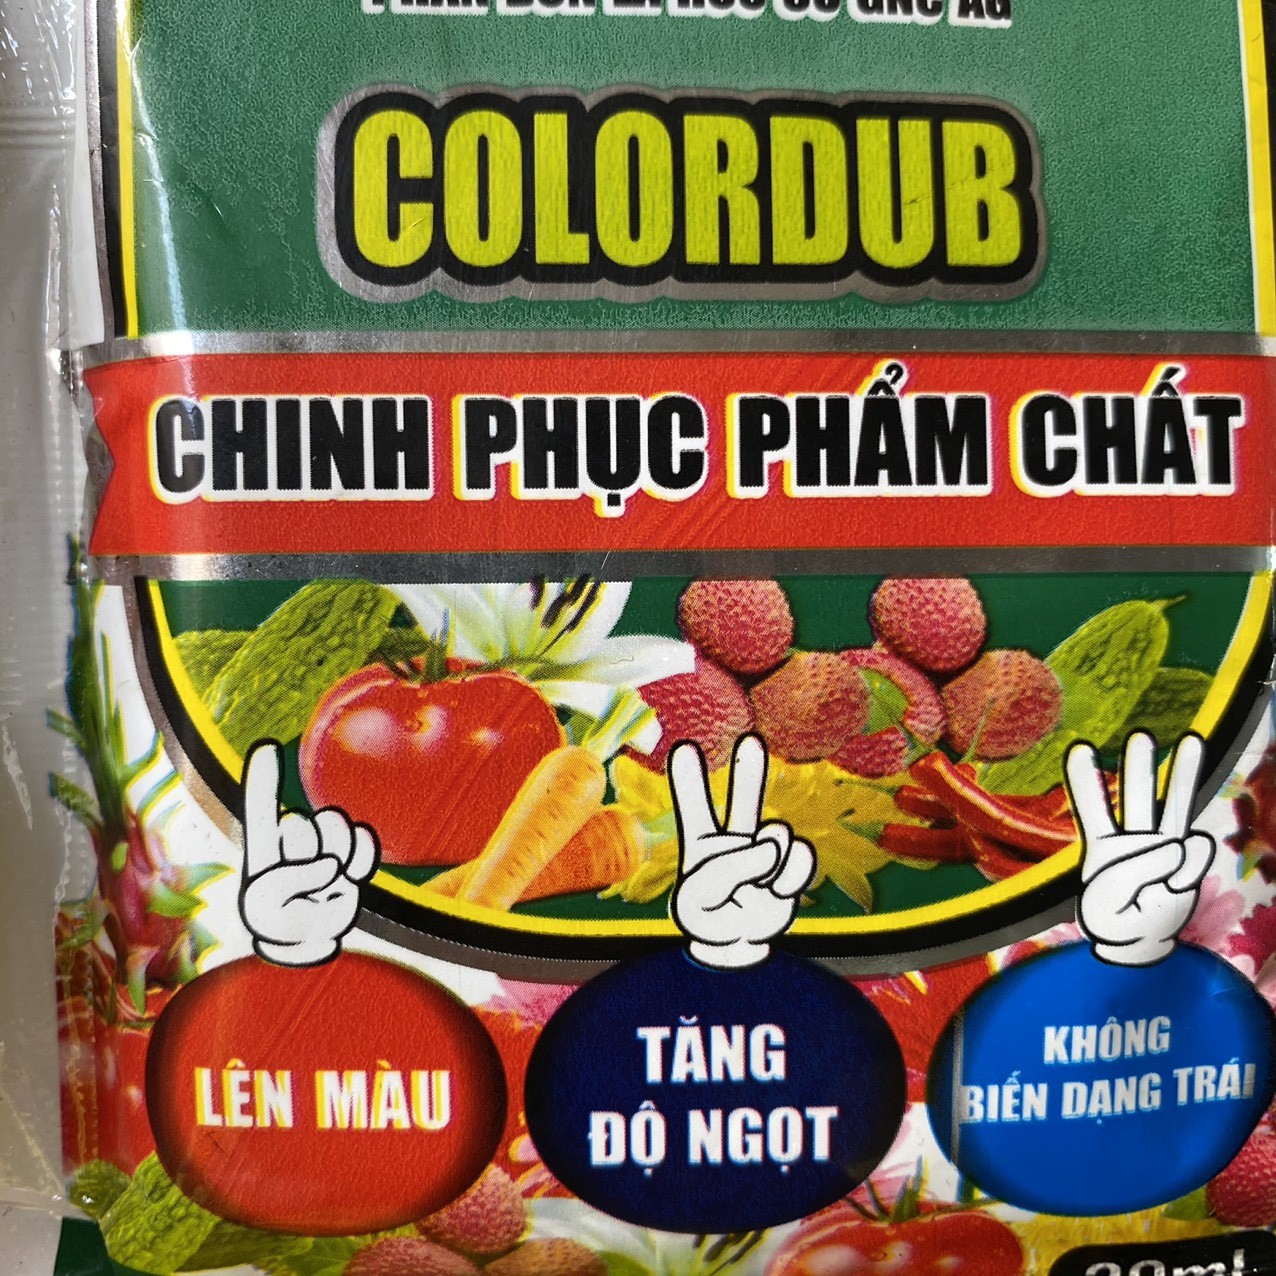 COLORDUB
CHINH PHỤC PHẨM CHẤT
LÊN MÀU
TĂNG
ĐỘ NGỌT
KHÔNG
BIẾN DẠNG TRÁI